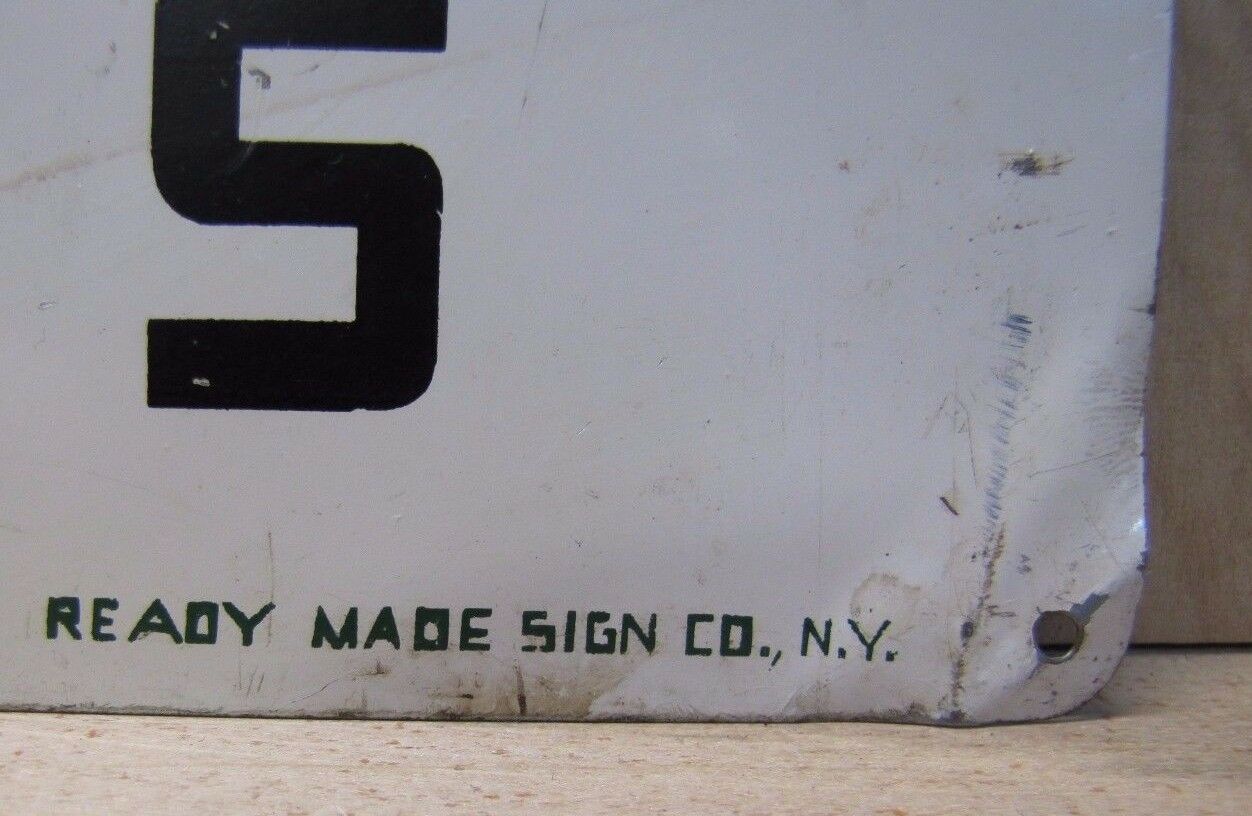 S
READY MADE SIGN CO., N.Y.